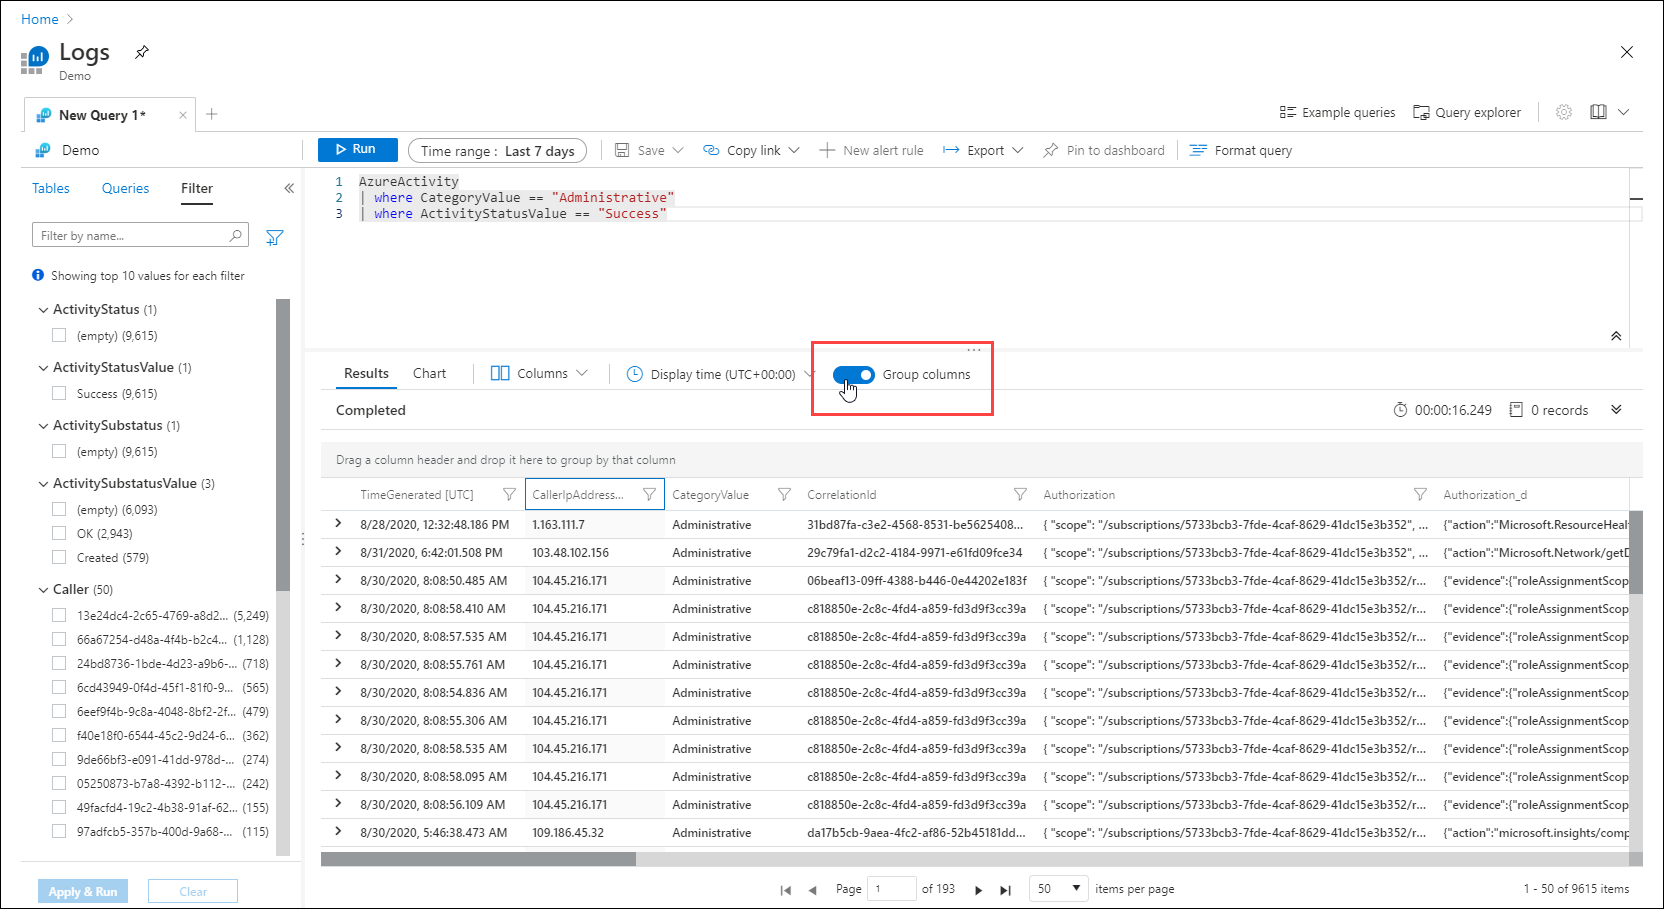 Home
Logs
Demo
New Query 1*
Example queries
Query explorer
Demo
Run
Time range : Last 7 days
Save
Copy link
New alert rule
Export
Pin to dashboard
Format query
Tables
Queries
Filter
1 AzureActivity
2 | where CategoryValue == "Administrative"
3 | where ActivityStatusValue == "Success"
Filter by name...
Showing top 10 values for each filter
ActivityStatus (1)
(empty) (9,615)
ActivityStatusValue (1)
Success (9,615)
ActivitySubstatus (1)
(empty) (9,615)
ActivitySubstatusValue (3)
(empty) (6,093)
OK (2,943)
Created (579)
Caller (50)
13e24dc4-2c65-4769-a8d2... (5,249)
66a67254-d48a-4f4b-b2c4... (1,128)
24bd8736-1bde-4d23-a9b6-... (718)
6cd43949-0f4d-45f1-81f0-9... (565)
6eef9f4b-9c8a-4048-8bf2-2f... (479)
f40e18f0-6544-45c2-9d24-6... (362)
9de66bf3-e091-41dd-978d-... (274)
05250873-b7a8-4392-b112-... (242)
49facfd4-19c2-4b38-91af-62... (155)
97adfcb5-357b-400d-9a68-... (115)
Apply & Run
Clear
Results
Chart
Columns
Display time (UTC+00:00)
Group columns
Completed
00:00:16.249
0 records
Drag a column header and drop it here to group by that column
TimeGenerated [UTC] CallerIpAddress... CategoryValue CorrelationId Authorization Authorization_d
8/28/2020, 12:32:48.186 PM 1.163.111.7 Administrative 31bd87fa-c3e2-4568-8531-be5625408... { "scope": "/subscriptions/5733bcb3-7fde-4caf-8629-41dc15e3b352", ... {"action":"Microsoft.ResourceHeal
8/31/2020, 6:42:01.508 PM 103.48.102.156 Administrative 29c79fa1-d2c2-4184-9971-e61fd09fce34 { "scope": "/subscriptions/5733bcb3-7fde-4caf-8629-41dc15e3b352", ... {"action":"Microsoft.Network/getD
8/30/2020, 8:08:50.485 AM 104.45.216.171 Administrative 06beaf13-09ff-4388-b446-0e44202e183f { "scope": "/subscriptions/5733bcb3-7fde-4caf-8629-41dc15e3b352/r... {"evidence":{"roleAssignmentScop
8/30/2020, 8:08:58.410 AM 104.45.216.171 Administrative c818850e-2c8c-4fd4-a859-fd3d9f3cc39a { "scope": "/subscriptions/5733bcb3-7fde-4caf-8629-41dc15e3b352/r... {"evidence":{"roleAssignmentScop
8/30/2020, 8:08:57.535 AM 104.45.216.171 Administrative c818850e-2c8c-4fd4-a859-fd3d9f3cc39a { "scope": "/subscriptions/5733bcb3-7fde-4caf-8629-41dc15e3b352/r... {"evidence":{"roleAssignmentScop
8/30/2020, 8:08:55.761 AM 104.45.216.171 Administrative c818850e-2c8c-4fd4-a859-fd3d9f3cc39a { "scope": "/subscriptions/5733bcb3-7fde-4caf-8629-41dc15e3b352/r... {"evidence":{"roleAssignmentScop
8/30/2020, 8:08:54.836 AM 104.45.216.171 Administrative c818850e-2c8c-4fd4-a859-fd3d9f3cc39a { "scope": "/subscriptions/5733bcb3-7fde-4caf-8629-41dc15e3b352/r... {"evidence":{"roleAssignmentScop
8/30/2020, 8:08:55.306 AM 104.45.216.171 Administrative c818850e-2c8c-4fd4-a859-fd3d9f3cc39a { "scope": "/subscriptions/5733bcb3-7fde-4caf-8629-41dc15e3b352/r... {"evidence":{"roleAssignmentScop
8/30/2020, 8:08:58.535 AM 104.45.216.171 Administrative c818850e-2c8c-4fd4-a859-fd3d9f3cc39a { "scope": "/subscriptions/5733bcb3-7fde-4caf-8629-41dc15e3b352/r... {"evidence":{"roleAssignmentScop
8/30/2020, 8:08:58.095 AM 104.45.216.171 Administrative c818850e-2c8c-4fd4-a859-fd3d9f3cc39a { "scope": "/subscriptions/5733bcb3-7fde-4caf-8629-41dc15e3b352/r... {"evidence":{"roleAssignmentScop
8/30/2020, 8:08:56.109 AM 104.45.216.171 Administrative c818850e-2c8c-4fd4-a859-fd3d9f3cc39a { "scope": "/subscriptions/5733bcb3-7fde-4caf-8629-41dc15e3b352/r... {"evidence":{"roleAssignmentScop
8/30/2020, 5:46:38.473 AM 109.186.45.32 Administrative da17b5cb-9aea-4fc2-af86-52b45181dd... { "scope": "/subscriptions/5733bcb3-7fde-4caf-8629-41dc15e3b352/r... {"action":"microsoft.insights/comp
Page 1 of 193
50 items per page
1 - 50 of 9615 items